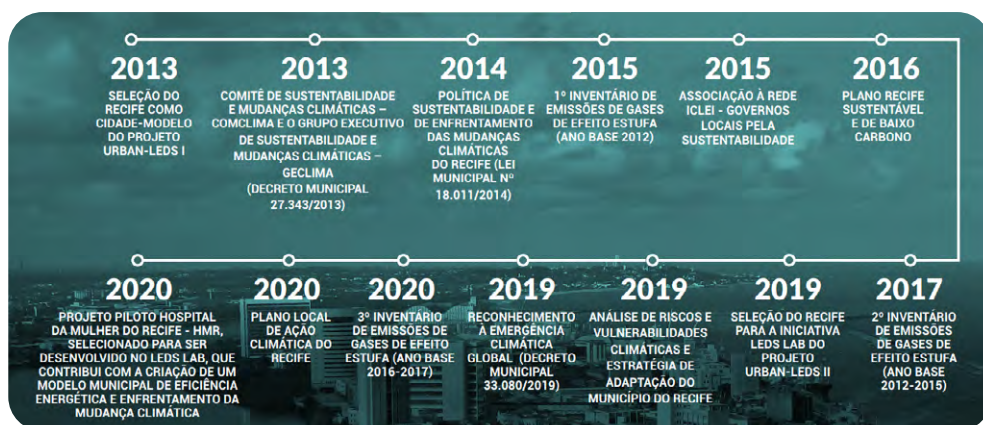 2013
SELEÇÃO DO
RECIFE COMO
CIDADE-MODELO
DO PROJETO
URBAN-LEDS I
2013
COMITÊ DE SUSTENTABILIDADE
E MUDANÇAS CLIMÁTICAS –
COMCLIMA E O GRUPO EXECUTIVO
DE SUSTENTABILIDADE E
MUDANÇAS CLIMÁTICAS –
GECLIMA
(DECRETO MUNICIPAL
27.343/2013)
2014
POLÍTICA DE
SUSTENTABILIDADE E
DE ENFRENTAMENTO
DAS MUDANÇAS
CLIMÁTICAS
DO RECIFE (LEI
MUNICIPAL Nº
18.011/2014)
2015
1º INVENTÁRIO DE
EMISSÕES DE GASES
DE EFEITO ESTUFA
(ANO BASE 2012)
2015
ASSOCIAÇÃO À REDE
ICLEI - GOVERNOS
LOCAIS PELA
SUSTENTABILIDADE
2016
PLANO RECIFE
SUSTENTÁVEL
E DE BAIXO
CARBONO
2020
PROJETO PILOTO HOSPITAL
DA MULHER DO RECIFE - HMR,
SELECIONADO PARA SER
DESENVOLVIDO NO LEDS LAB, QUE
CONTRIBUI COM A CRIAÇÃO DE UM
MODELO MUNICIPAL DE EFICIÊNCIA
ENERGÉTICA E ENFRENTAMENTO DA
MUDANÇA CLIMÁTICA
2020
PLANO LOCAL
DE AÇÃO
CLIMÁTICA DO
RECIFE
2020
3º INVENTÁRIO
DE EMISSÕES DE
GASES DE EFEITO
ESTUFA (ANO BASE
2016-2017)
2019
RECONHECIMENTO
À EMERGÊNCIA
CLIMÁTICA
GLOBAL (DECRETO
MUNICIPAL
33.080/2019)
2019
ANÁLISE DE RISCOS E
VULNERABILIDADES
CLIMÁTICAS E
ESTRATÉGIA DE
ADAPTAÇÃO DO
MUNICÍPIO DO RECIFE
2019
SELEÇÃO DO RECIFE
PARA A INICIATIVA
LEDS LAB DO
PROJETO
URBAN-LEDS II
2017
2º INVENTÁRIO
DE EMISSÕES
DE GASES DE
EFEITO ESTUFA
(ANO BASE
2012-2015)